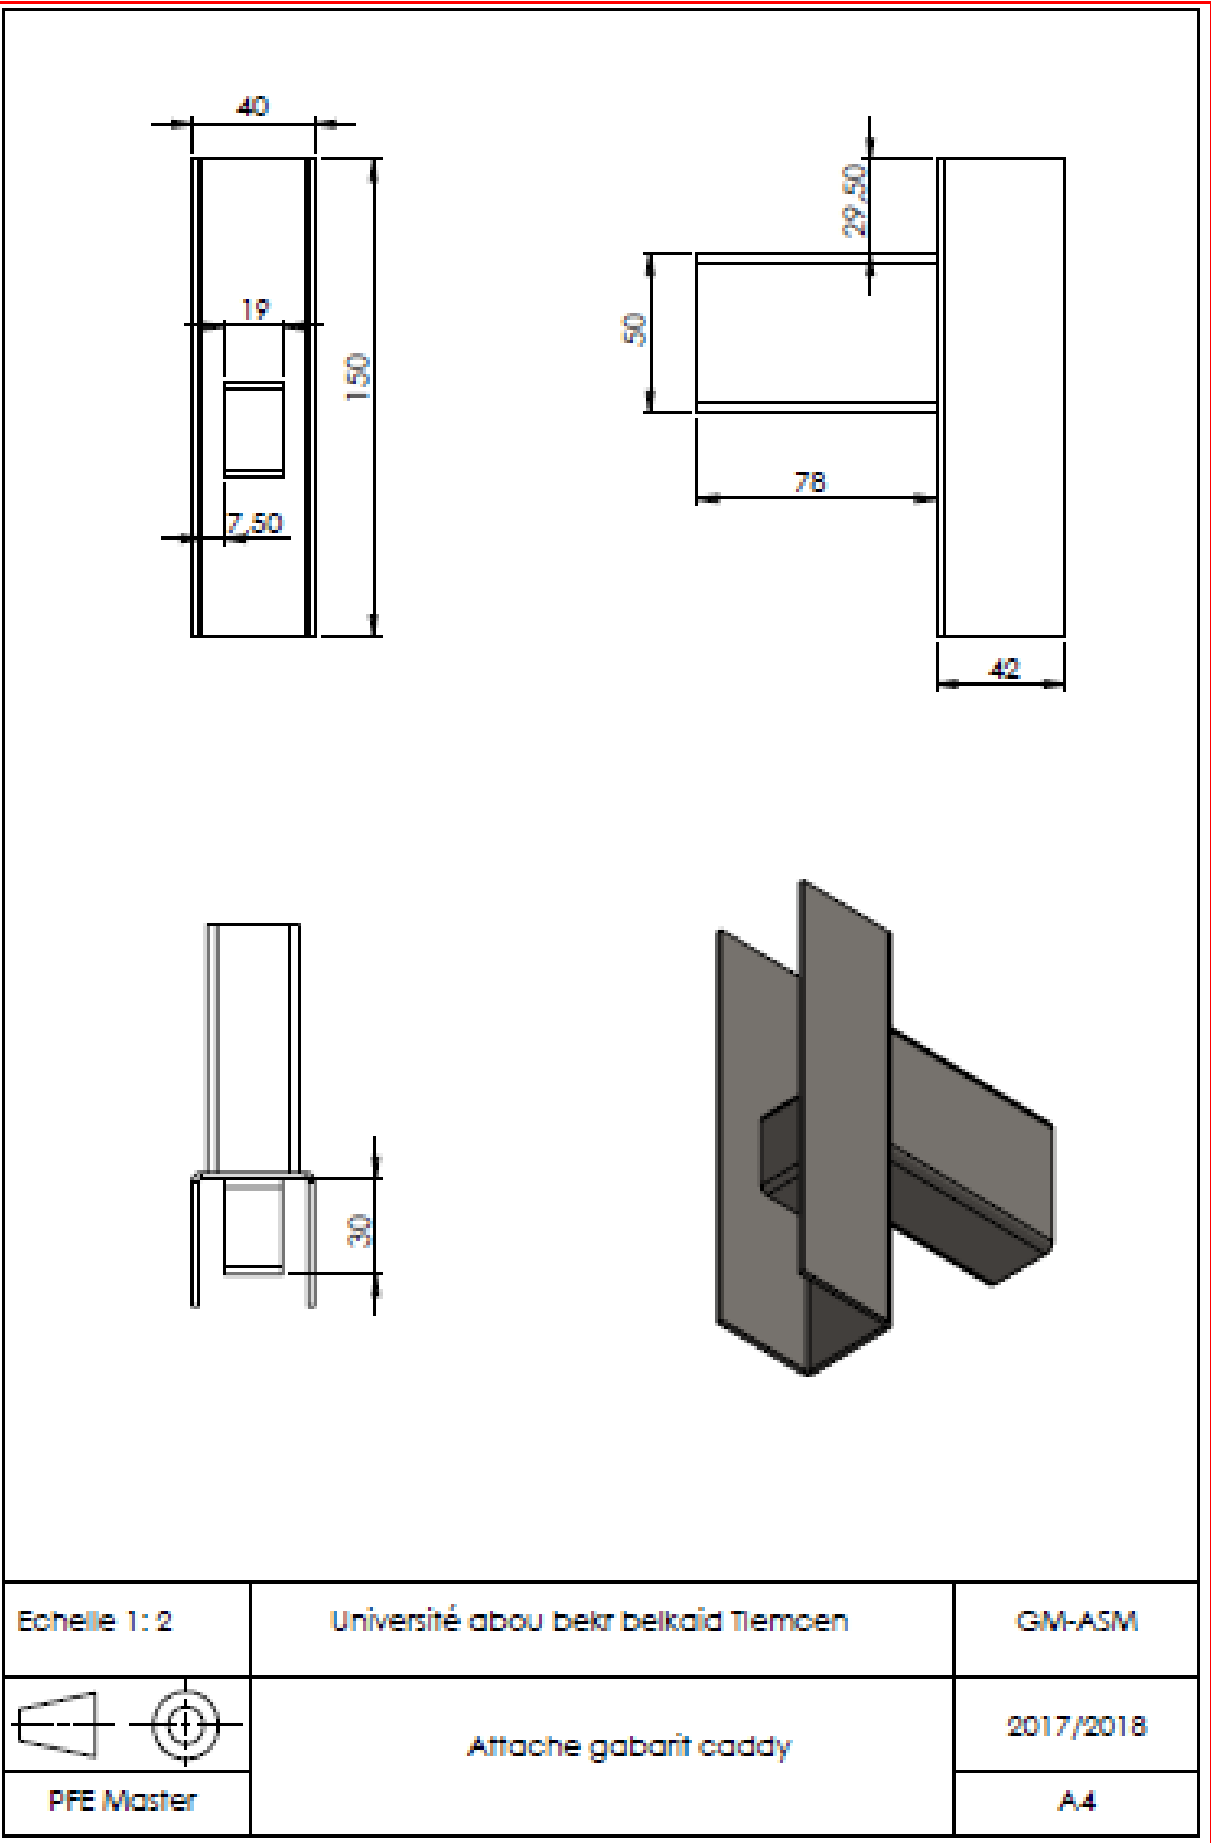 40
29,50
19
50
150
78
7,50
42
30
Echelle 1: 2
Université abou bekr belkaid Tlemcen
GM-ASM
Attache gabarit caddy
2017/2018
PFE Master
A4